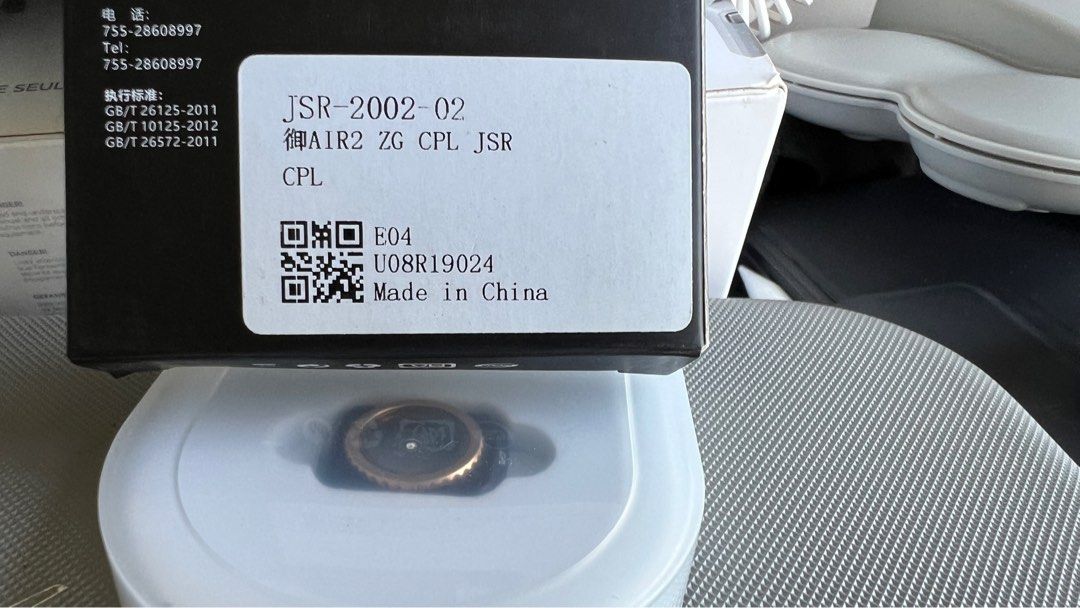 电 话：
755-28608997
Tel:
755-28608997
执行标准：
GB/T 26125-2011
GB/T 10125-2012
GB/T 26572-2011
JSR-2002-02
御AIR2 ZG CPL JSR
CPL
E04
U08R19024
Made in China
E SEUL